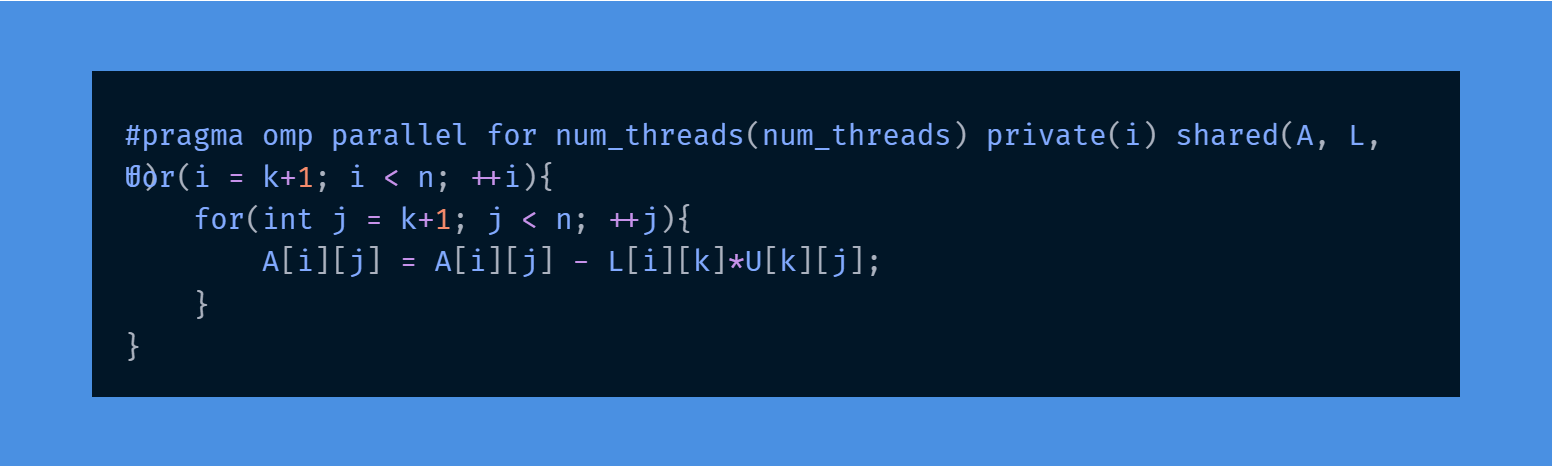 #pragma omp parallel for num_threads(num_threads) private(i) shared(A, L,
U)
for(i = k+1; i < n; ++i){
    for(int j = k+1; j < n; ++j){
        A[i][j] = A[i][j] - L[i][k]*U[k][j];
    }
}